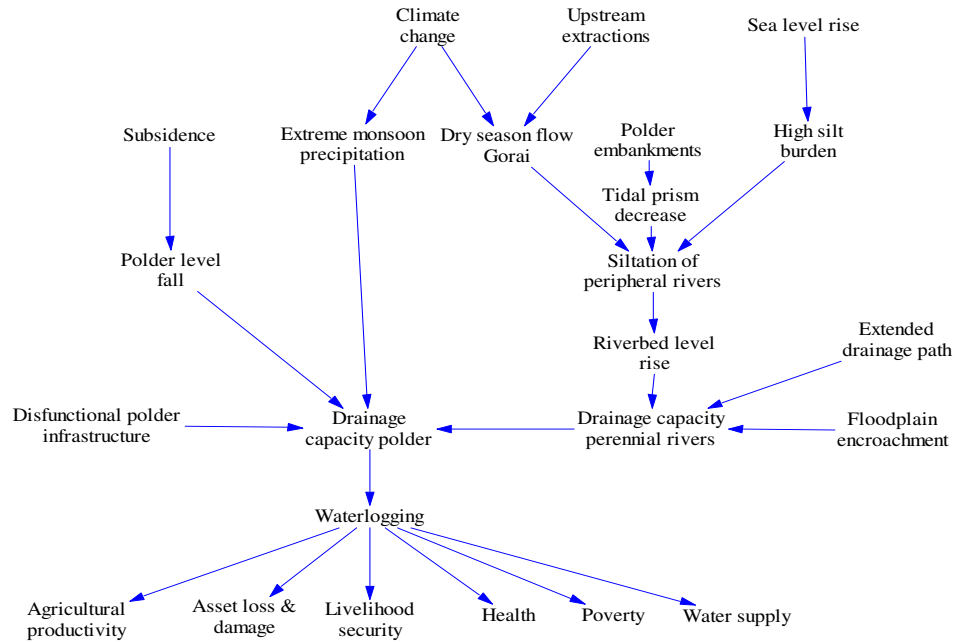 Climate
change
Upstream
extractions
Sea level rise
Subsidence
Extreme monsoon
precipitation
Dry season flow
Gorai
Polder
embankments
High silt
burden
Tidal prism
decrease
Polder level
fall
Siltation of
peripheral rivers
Riverbed level
rise
Extended
drainage path
Disfunctional polder
infrastructure
Drainage
capacity polder
Drainage capacity
perennial rivers
Floodplain
encroachment
Waterlogging
Agricultural
productivity
Asset loss &
damage
Livelihood
security
Health
Poverty
Water supply